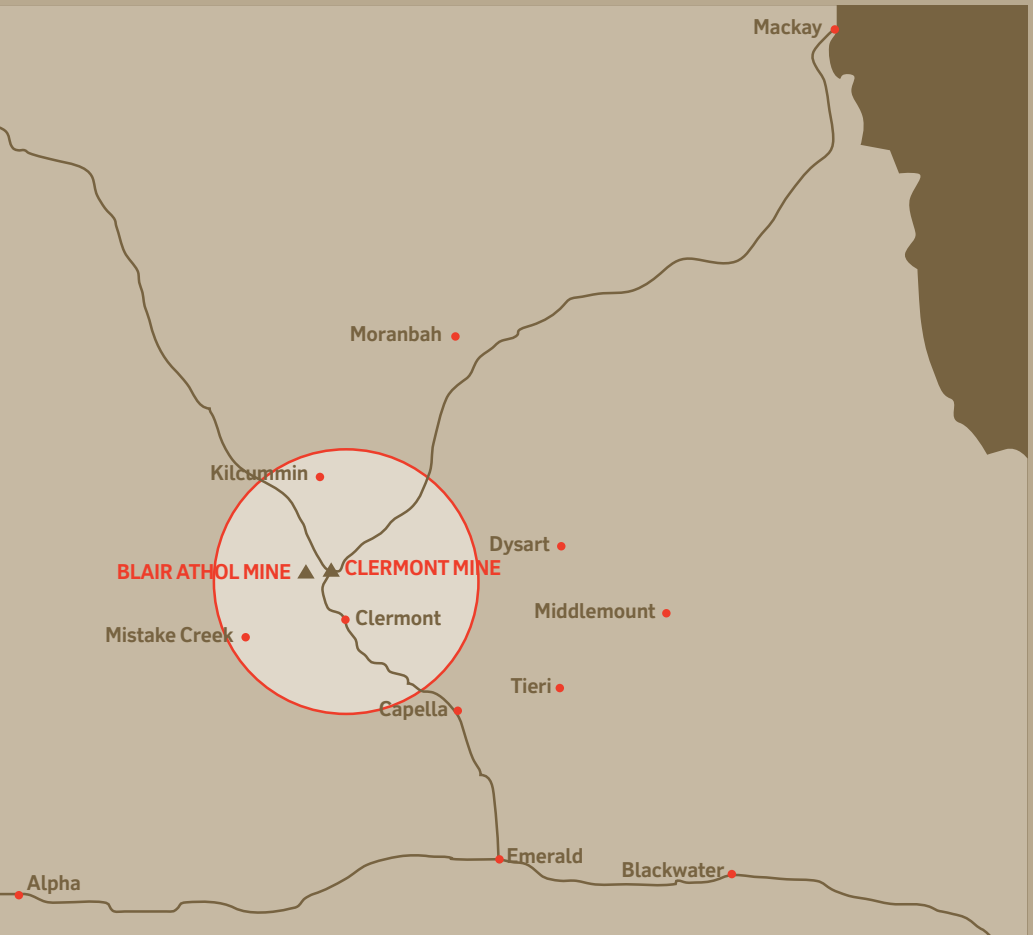 Mackay
Moranbah
Kilcummin
Dysart
BLAIR ATHOL MINE
CLERMONT MINE
Middlemount
Clermont
Mistake Creek
Tieri
Capella
Emerald
Blackwater
Alpha